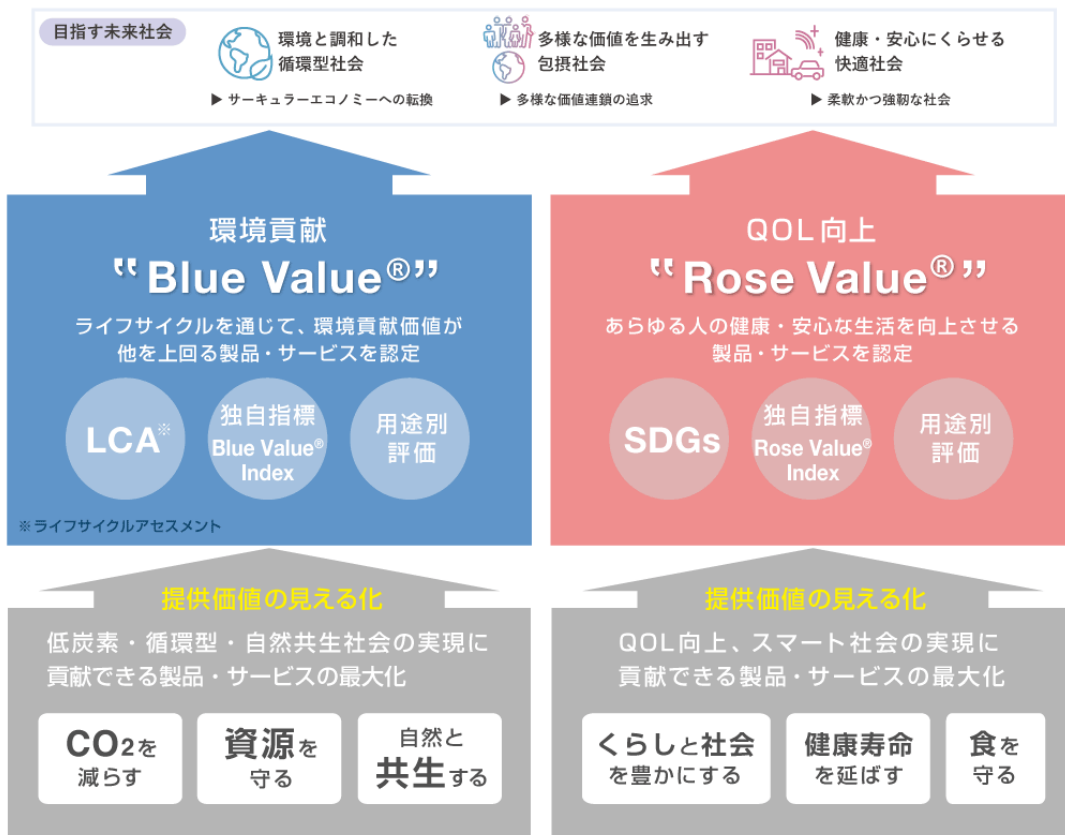 目指す未来社会
環境と調和した
循環型社会
▶ サーキュラーエコノミーへの転換
多様な価値を生み出す
包摂社会
▶ 多様な価値連鎖の追求
健康・安心にくらせる
快適社会
▶ 柔軟かつ強靭な社会
環境貢献
“Blue Value®”
ライフサイクルを通じて、環境貢献価値が
他を上回る製品・サービスを認定
LCA※
独自指標
Blue Value®
Index
用途別
評価
※ライフサイクルアセスメント
QOL向上
“Rose Value®”
あらゆる人の健康・安心な生活を向上させる
製品・サービスを認定
SDGs
独自指標
Rose Value®
Index
用途別
評価
提供価値の見える化
低炭素・循環型・自然共生社会の実現に
貢献できる製品・サービスの最大化
CO2を
減らす
資源を
守る
自然と
共生する
提供価値の見える化
QOL向上、スマート社会の実現に
貢献できる製品・サービスの最大化
くらしと社会
を豊かにする
健康寿命
を延ばす
食を
守る